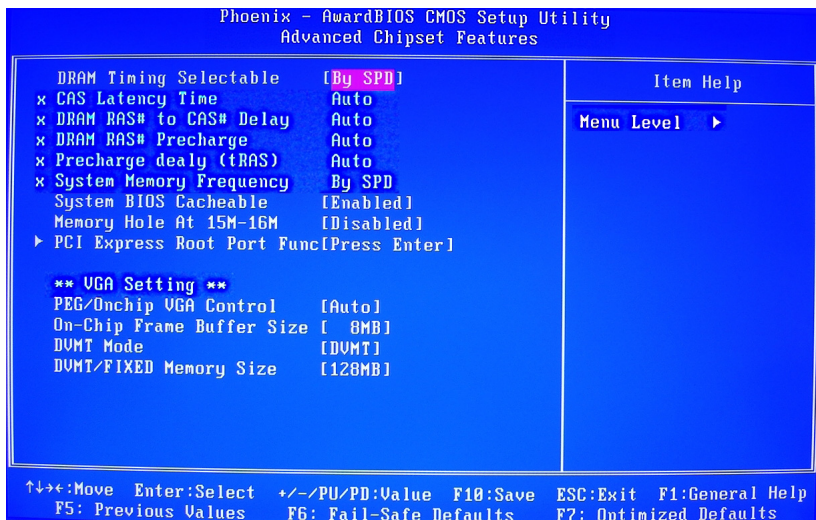 Phoenix - AwardBIOS CMOS Setup Utility
Advanced Chipset Features
DRAM Timing Selectable [By SPD]
x CAS Latency Time Auto
x DRAM RAS# to CAS# Delay Auto
x DRAM RAS# Precharge Auto
x Precharge dealy (tRAS) Auto
x System Memory Frequency By SPD
System BIOS Cacheable [Enabled]
Memory Hole At 15M-16M [Disabled]
► PCI Express Root Port Func[Press Enter]
** VGA Setting **
PEG/Onchip VGA Control [Auto]
On-Chip Frame Buffer Size [ 8MB]
DVMT Mode [DVMT]
DVMT/FIXED Memory Size [128MB]
Item Help
Menu Level ►
↑↓→←:Move Enter:Select +/-/PU/PD:Value F10:Save ESC:Exit F1:General Help
F5: Previous Values F6: Fail-Safe Defaults F7: Optimized Defaults